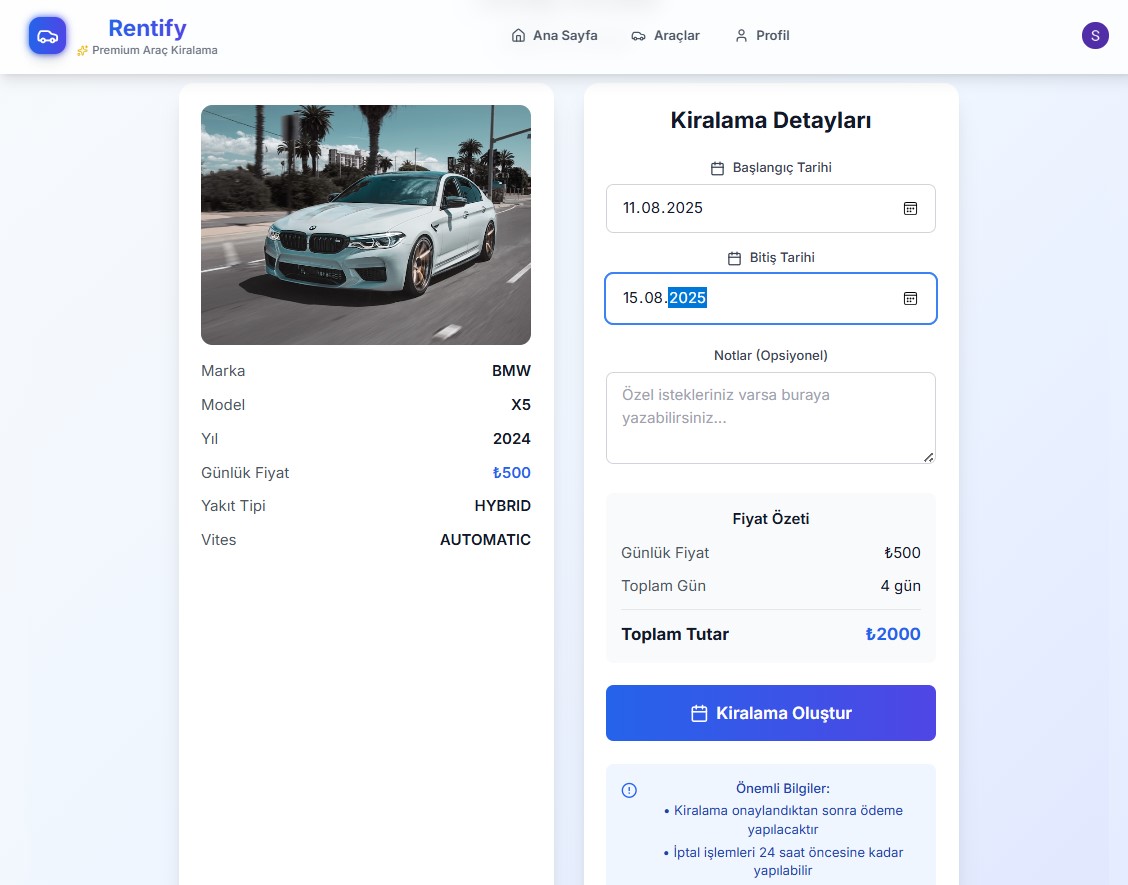 Rentify
Premium Araç Kiralama
Ana Sayfa
Araçlar
Profil
S
Marka BMW
Model X5
Yıl 2024
Günlük Fiyat ₺500
Yakıt Tipi HYBRID
Vites AUTOMATIC
Kiralama Detayları
Başlangıç Tarihi
11.08.2025
Bitiş Tarihi
15.08.2025
Notlar (Opsiyonel)
Özel istekleriniz varsa buraya
yazabilirsiniz...
Fiyat Özeti
Günlük Fiyat ₺500
Toplam Gün 4 gün
Toplam Tutar ₺2000
Kiralama Oluştur
Önemli Bilgiler:
• Kiralama onaylandıktan sonra ödeme
yapılacaktır
• İptal işlemleri 24 saat öncesine kadar
yapılabilir